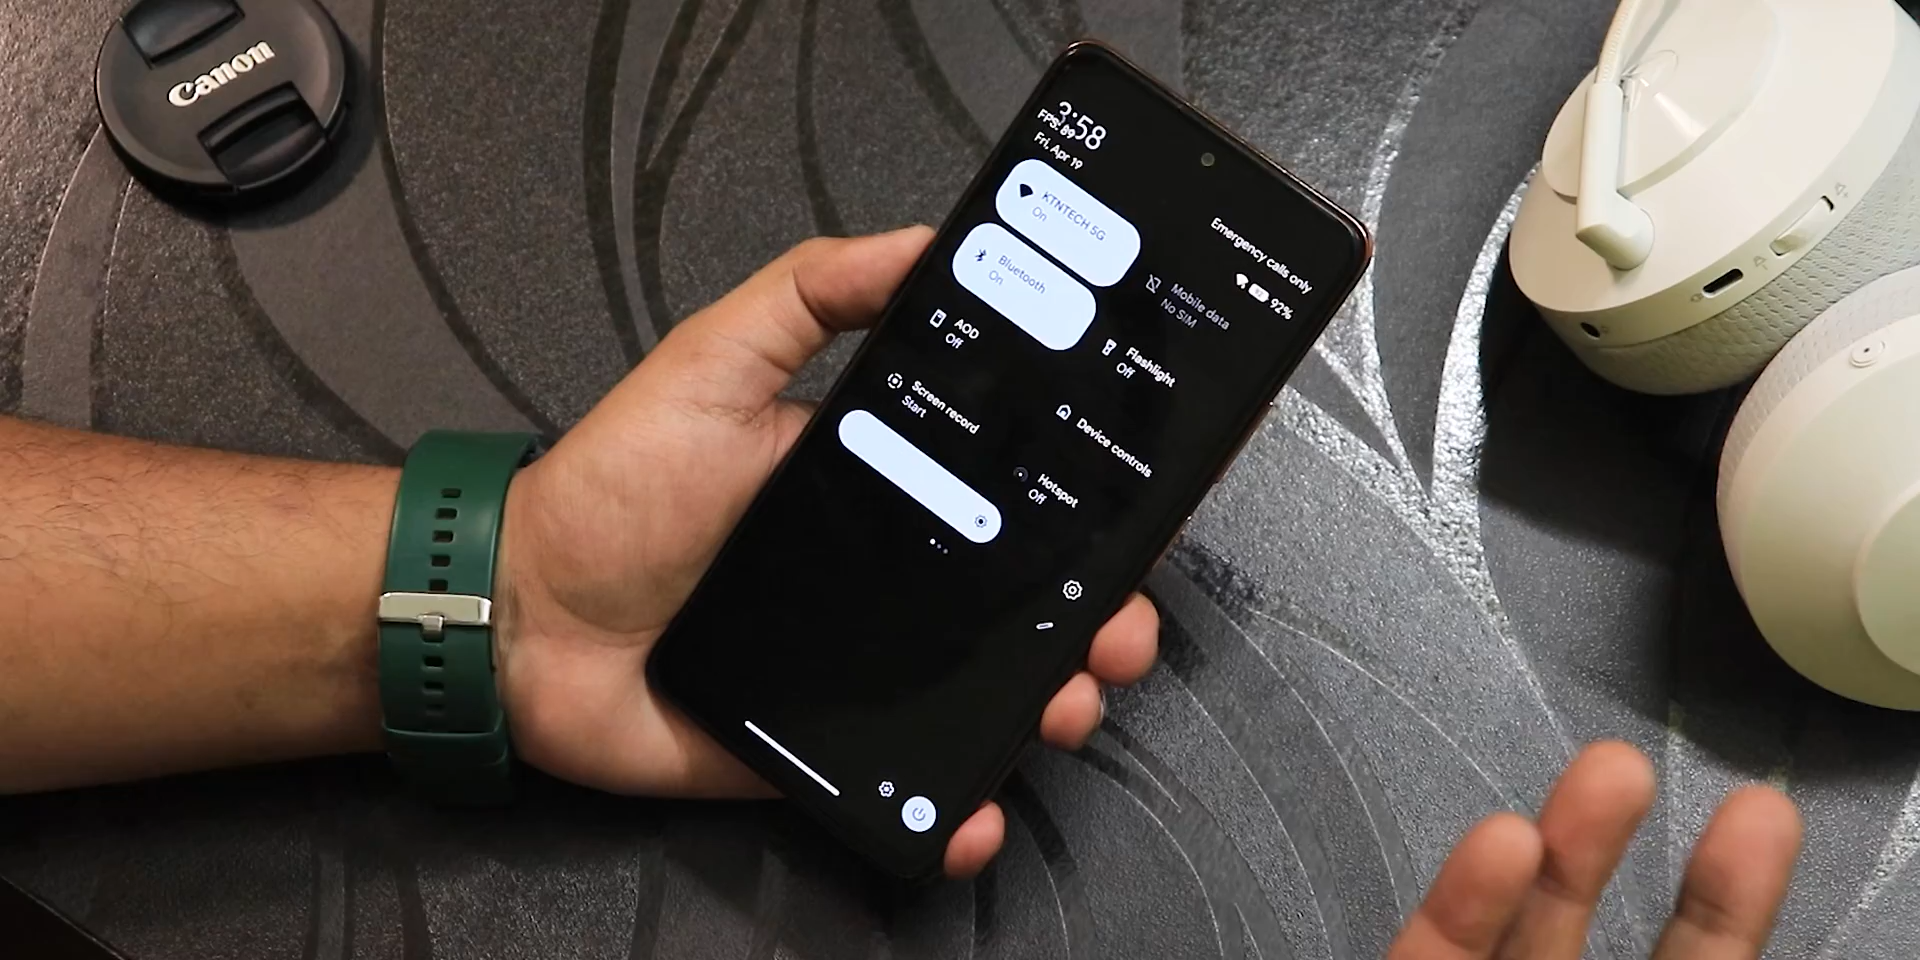 Canon
3:58
FPS: 89
Fri, Apr 19
Emergency calls only
92%
KTNTECH 5G
On
Mobile data
No SIM
Bluetooth
On
Flashlight
Off
AOD
Off
Device controls
Screen record
Start
Hotspot
Off